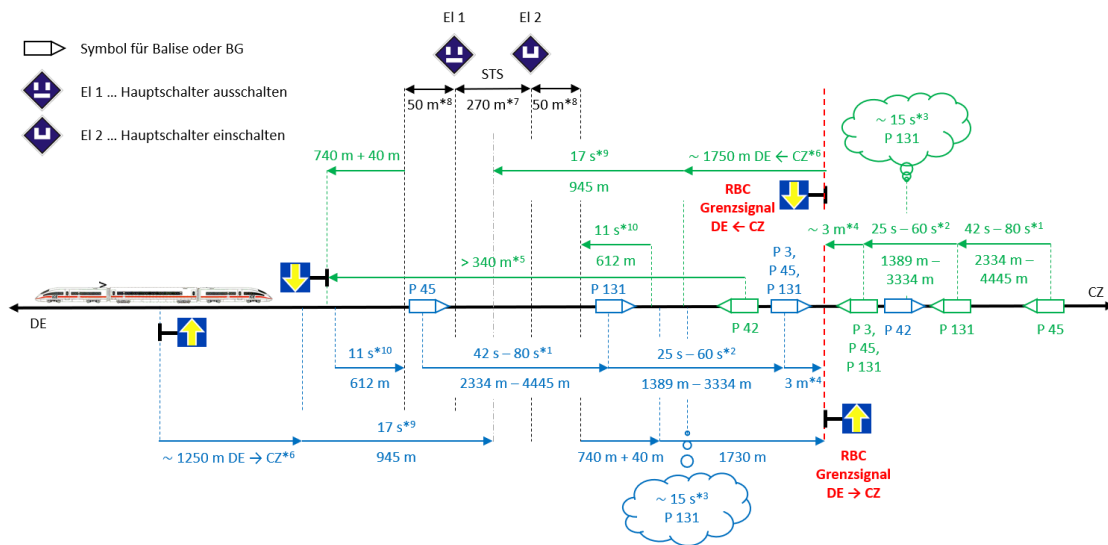 El 1
El 2
Symbol für Balise oder BG
El 1 ... Hauptschalter ausschalten
El 2 ... Hauptschalter einschalten
STS
50 m*8
270 m*7
50 m*8
~ 15 s*3
P 131
740 m + 40 m
17 s*9
945 m
~ 1750 m DE ← CZ*6
RBC
Grenzsignal
DE ← CZ
11 s*10
612 m
~ 3 m*4
25 s – 60 s*2
1389 m –
3334 m
42 s – 80 s*1
2334 m –
4445 m
> 340 m*5
P 3,
P 45,
P 131
P 45
P 131
P 42
DE
CZ
P 3,
P 45,
P 131
P 42
P 131
P 45
11 s*10
612 m
42 s – 80 s*1
2334 m – 4445 m
25 s – 60 s*2
1389 m – 3334 m
3 m*4
~ 1250 m DE → CZ*6
17 s*9
945 m
740 m + 40 m
1730 m
RBC
Grenzsignal
DE → CZ
~ 15 s*3
P 131